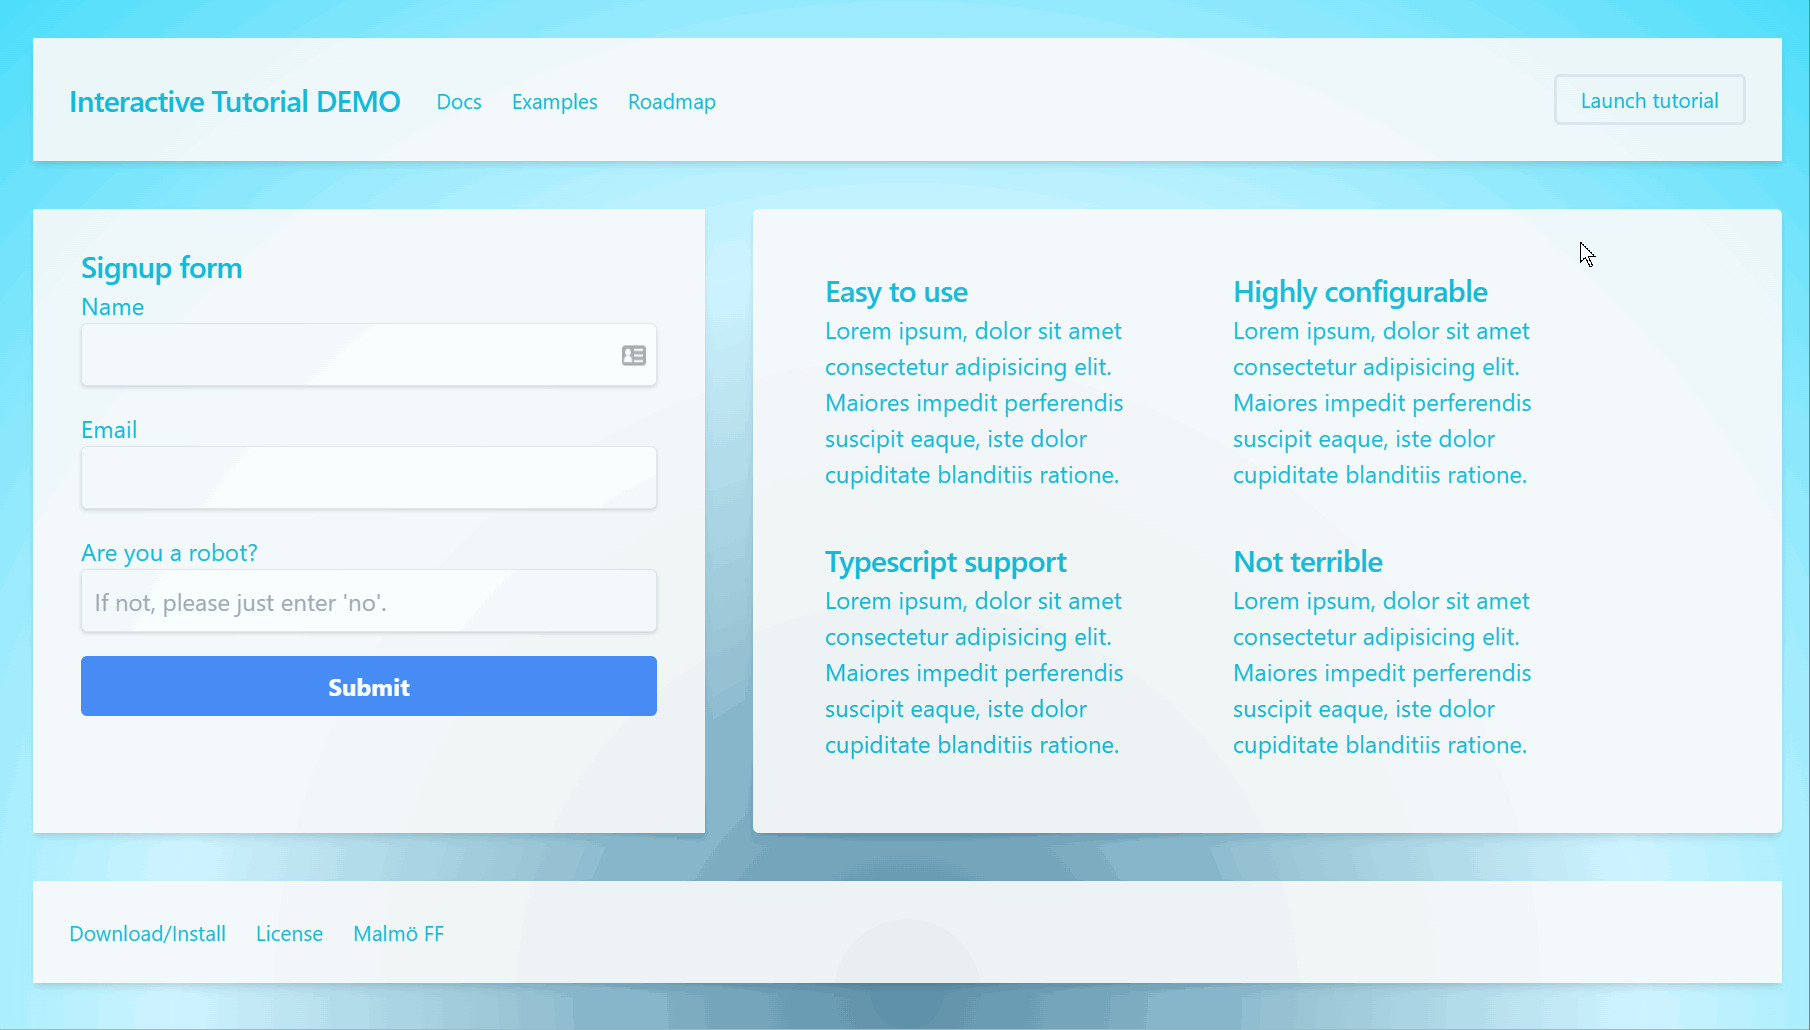 Interactive Tutorial DEMO Docs Examples Roadmap Launch tutorial
Signup form
Name
Email
Are you a robot?
If not, please just enter 'no'.
Submit
Easy to use
Lorem ipsum, dolor sit amet
consectetur adipisicing elit.
Maiores impedit perferendis
suscipit eaque, iste dolor
cupiditate blanditiis ratione.
Highly configurable
Lorem ipsum, dolor sit amet
consectetur adipisicing elit.
Maiores impedit perferendis
suscipit eaque, iste dolor
cupiditate blanditiis ratione.
Typescript support
Lorem ipsum, dolor sit amet
consectetur adipisicing elit.
Maiores impedit perferendis
suscipit eaque, iste dolor
cupiditate blanditiis ratione.
Not terrible
Lorem ipsum, dolor sit amet
consectetur adipisicing elit.
Maiores impedit perferendis
suscipit eaque, iste dolor
cupiditate blanditiis ratione.
Download/Install License Malmö FF